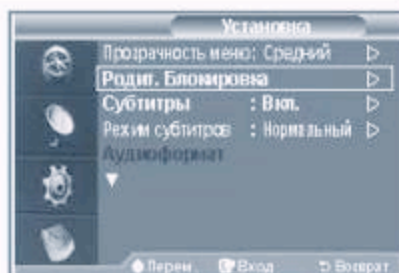 Установка
Прозрачность меню: Средний
Родит. Блокировка
Субтитры : Вкл.
Режим субтитров : Нормальный
Аудиоформат
Перем. Вход Возврат